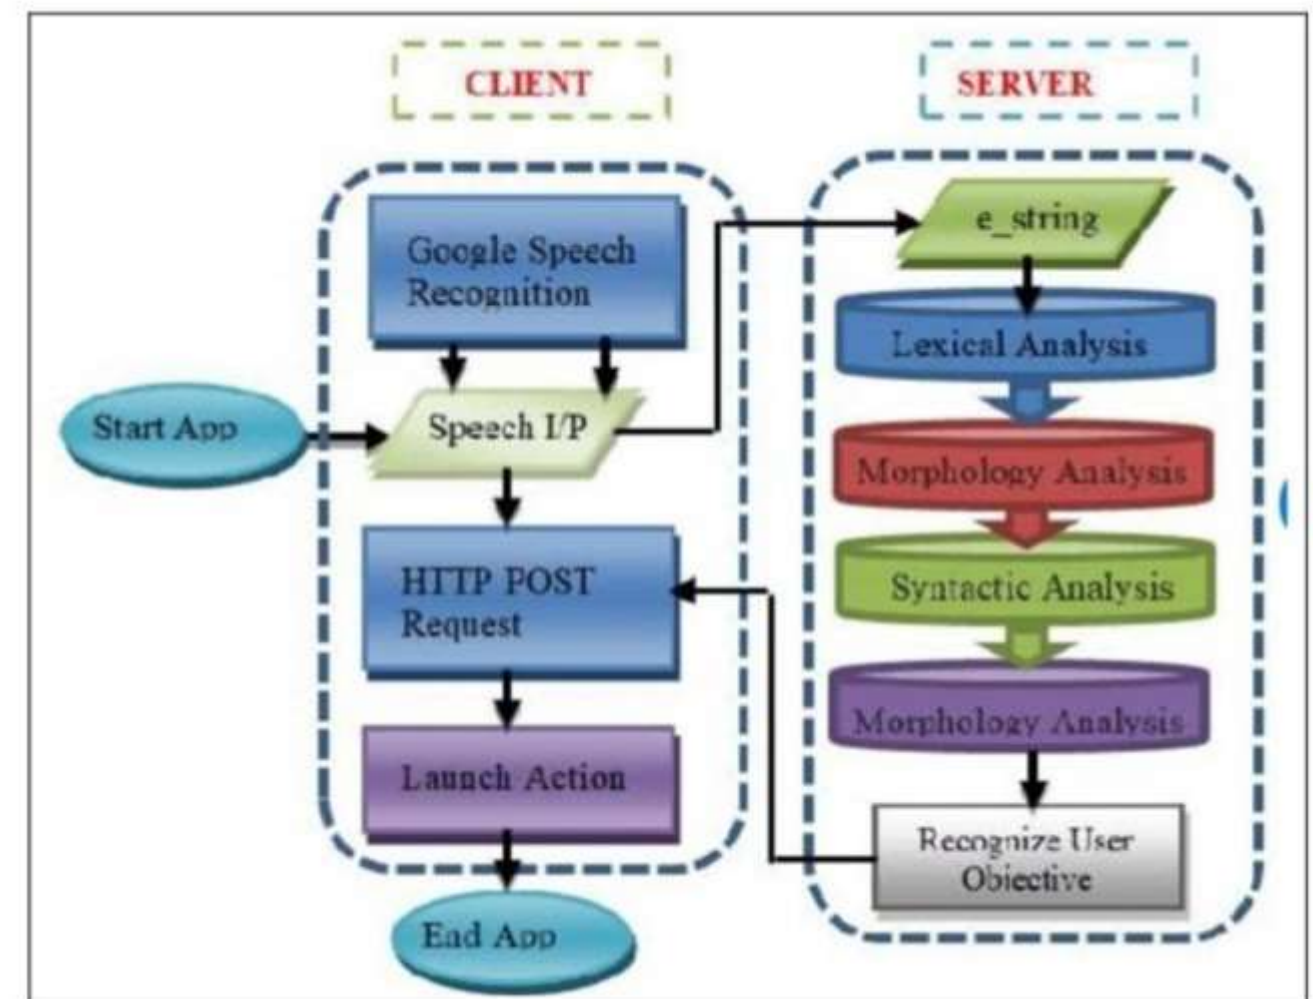 CLIENT
SERVER
Google Speech
Recognition
Start App
Speech I/P
HTTP POST
Request
Launch Action
End App
e_string
Lexical Analysis
Morphology Analysis
Syntactic Analysis
Morphology Analysis
Recognize User
Objective